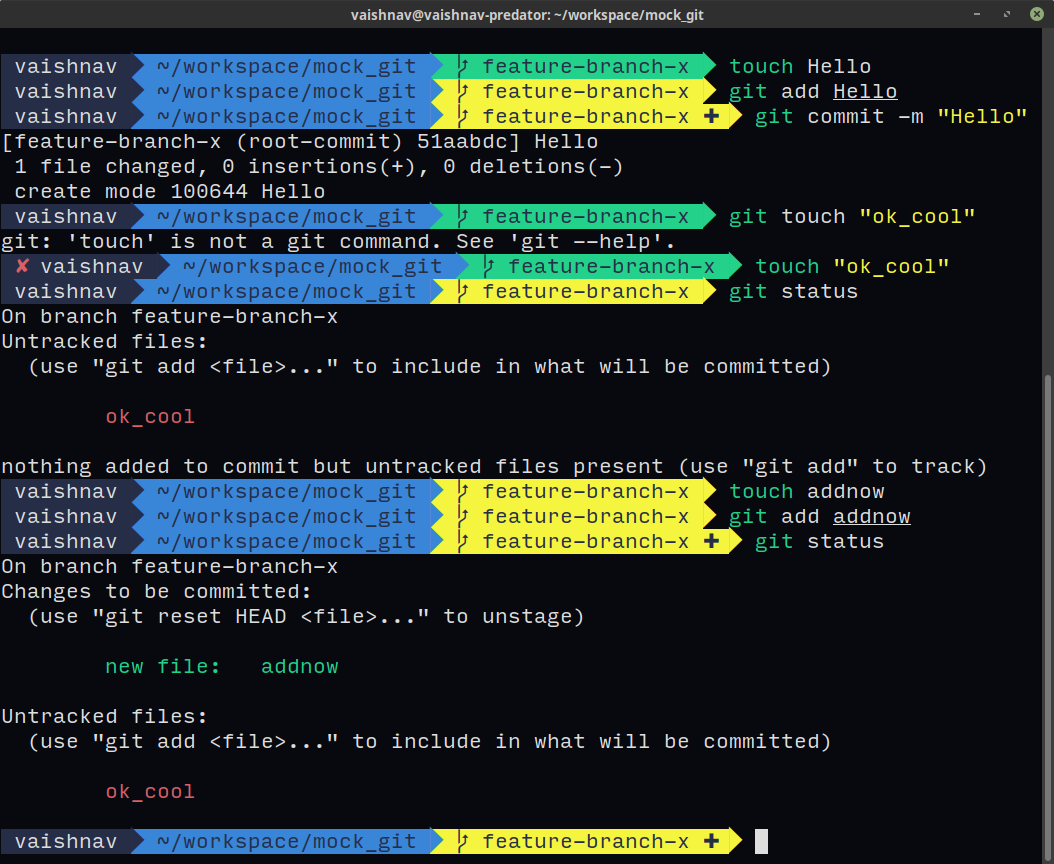 vaishnav@vaishnav-predator: ~/workspace/mock_git
vaishnav ~/workspace/mock_git feature-branch-x touch Hello
vaishnav ~/workspace/mock_git feature-branch-x git add Hello
vaishnav ~/workspace/mock_git feature-branch-x ✚ git commit -m "Hello"
[feature-branch-x (root-commit) 51aabdc] Hello
1 file changed, 0 insertions(+), 0 deletions(-)
create mode 100644 Hello
vaishnav ~/workspace/mock_git feature-branch-x git touch "ok_cool"
git: 'touch' is not a git command. See 'git --help'.
✘ vaishnav ~/workspace/mock_git feature-branch-x touch "ok_cool"
vaishnav ~/workspace/mock_git feature-branch-x git status
On branch feature-branch-x
Untracked files:
(use "git add <file>..." to include in what will be committed)
ok_cool
nothing added to commit but untracked files present (use "git add" to track)
vaishnav ~/workspace/mock_git feature-branch-x touch addnow
vaishnav ~/workspace/mock_git feature-branch-x git add addnow
vaishnav ~/workspace/mock_git feature-branch-x ✚ git status
On branch feature-branch-x
Changes to be committed:
(use "git reset HEAD <file>..." to unstage)
new file: addnow
Untracked files:
(use "git add <file>..." to include in what will be committed)
ok_cool
vaishnav ~/workspace/mock_git feature-branch-x ✚